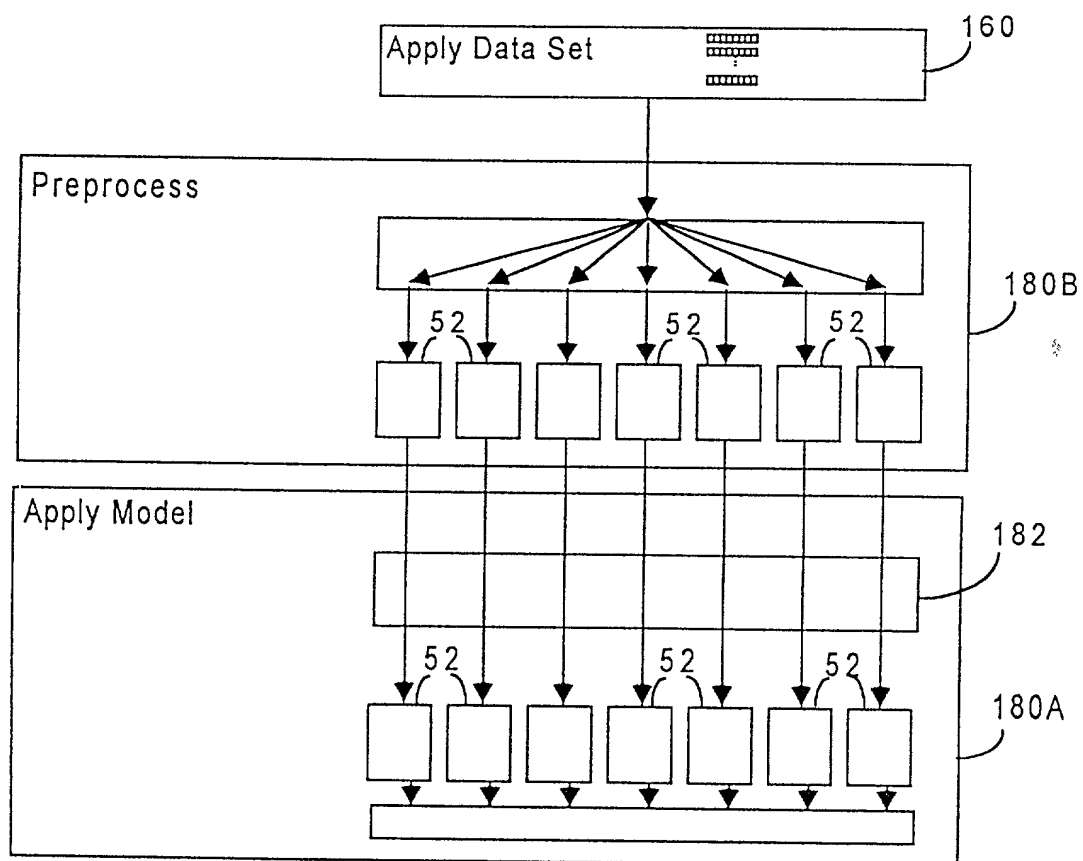 160
Apply Data Set
Preprocess
180B
52 52 52
Apply Model
182
52 52 52
180A